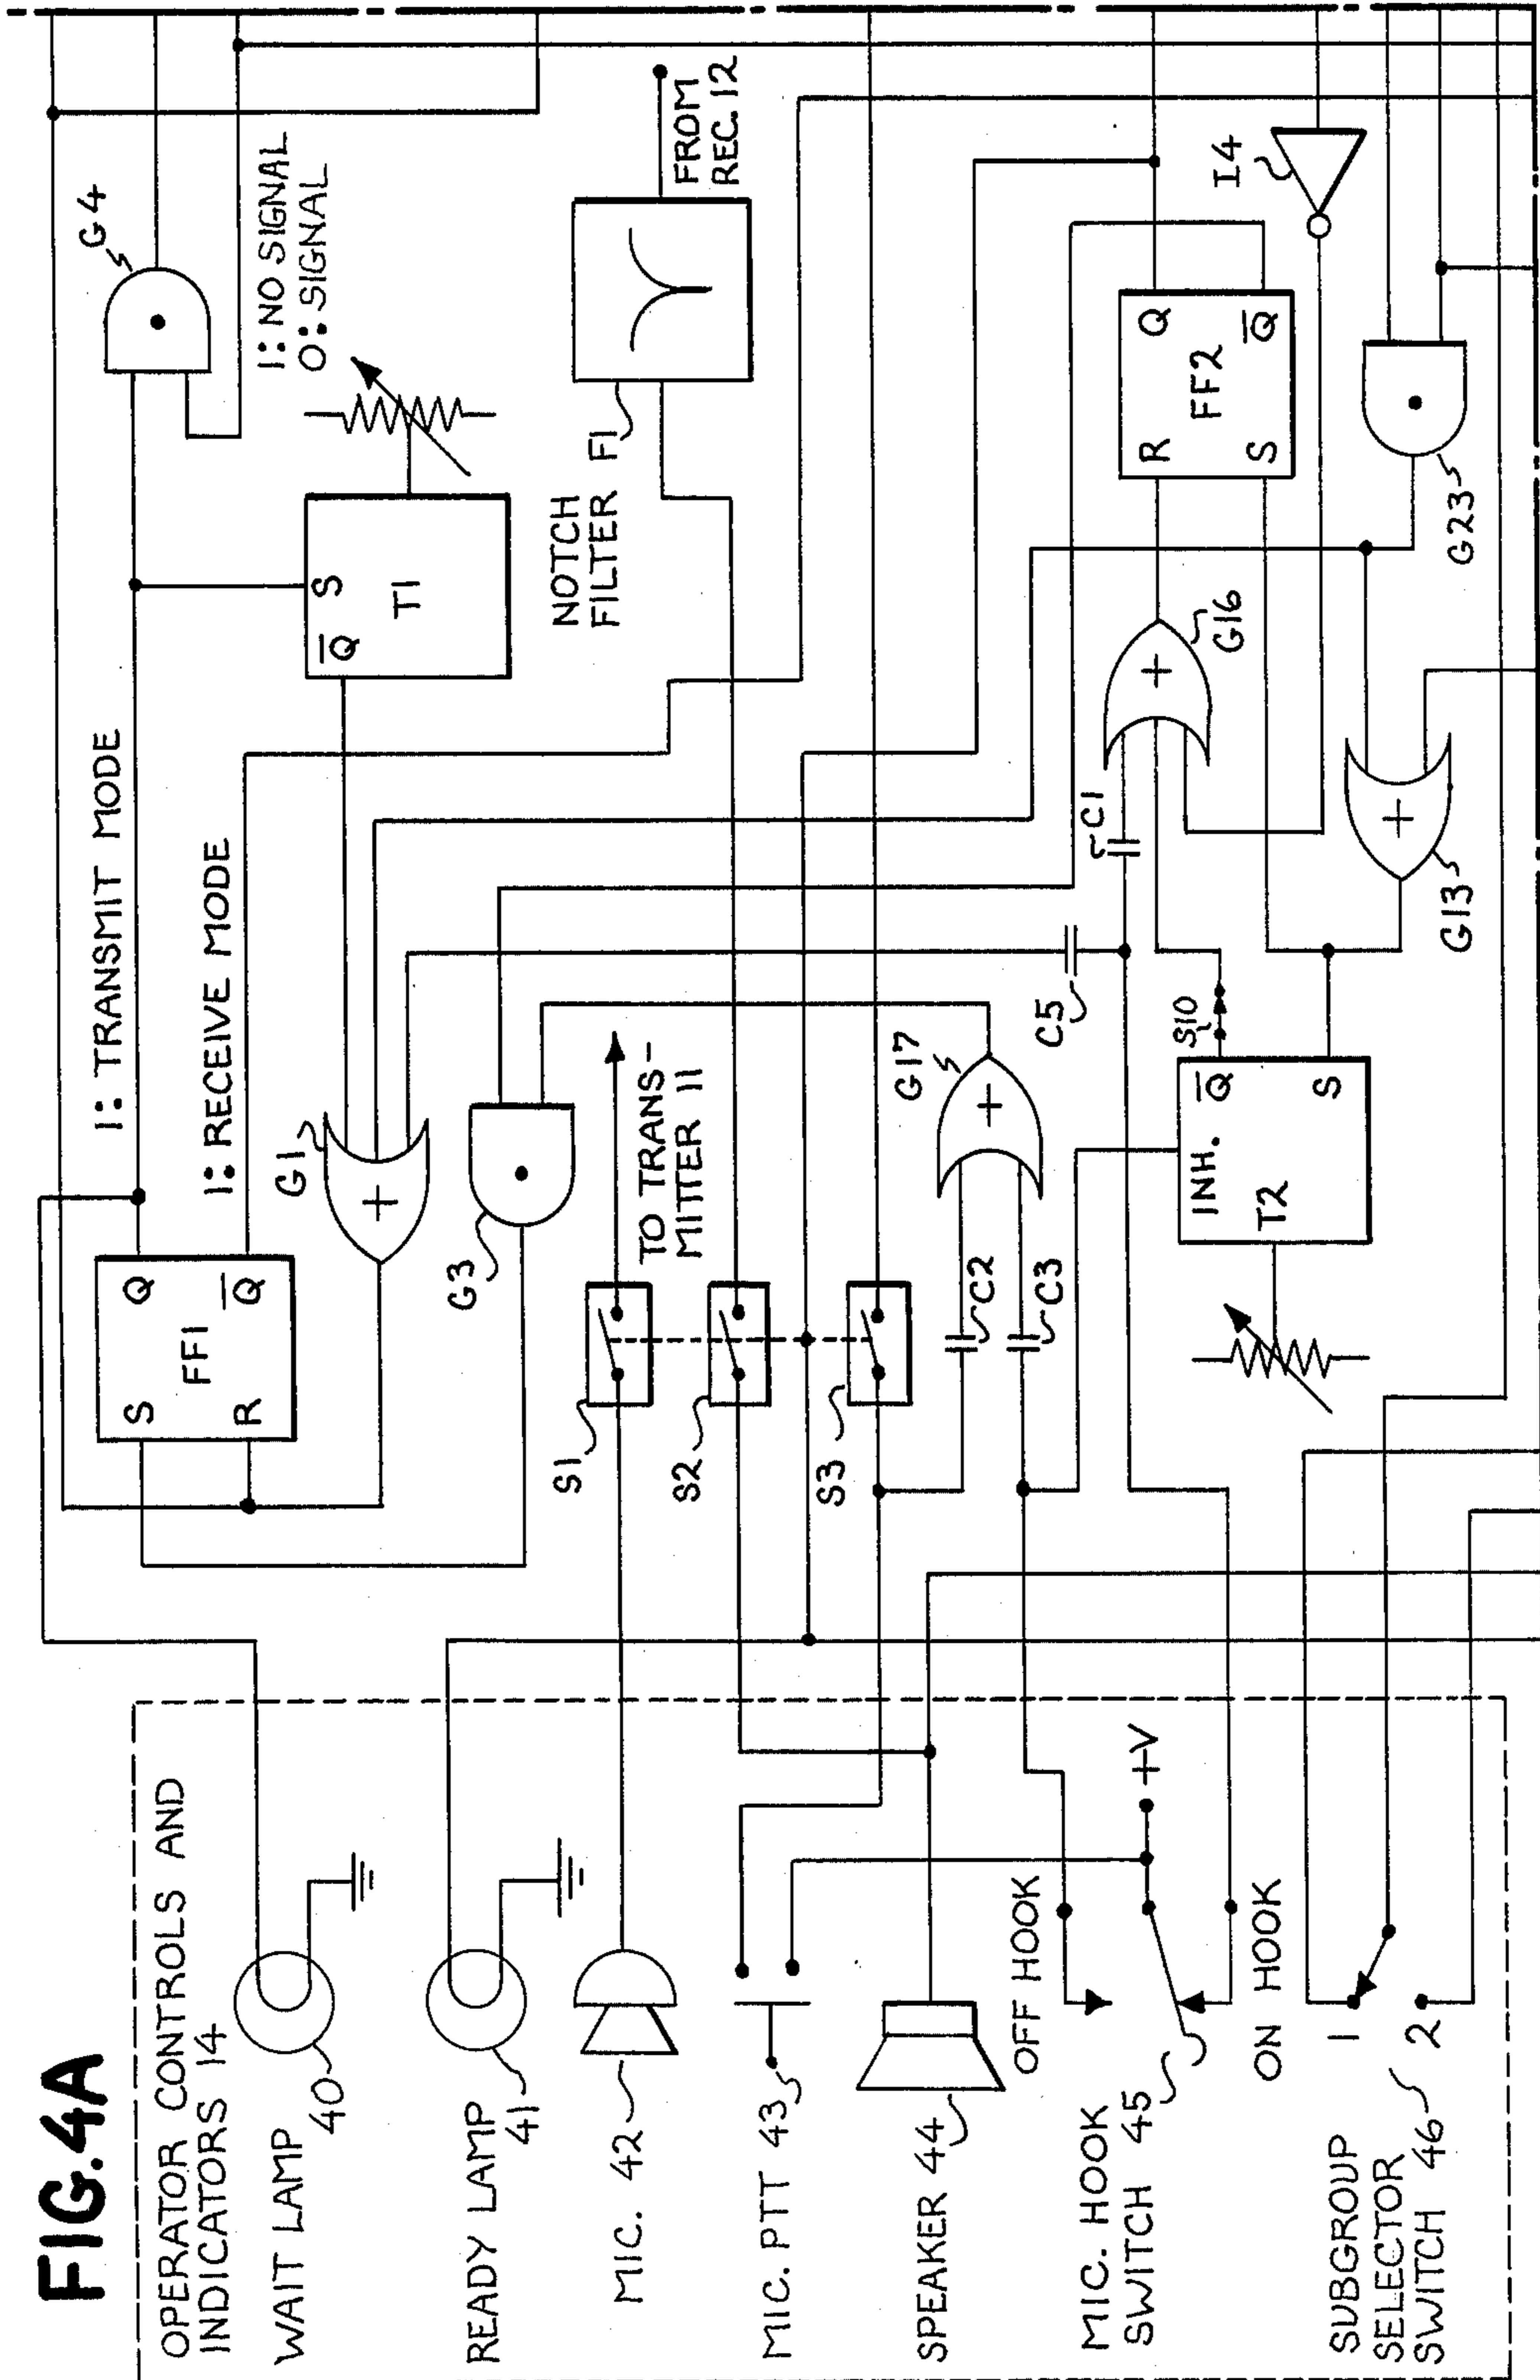 FIG.4A
OPERATOR CONTROLS AND
INDICATORS 14
WAIT LAMP
40
READY LAMP
41
MIC. 42
MIC. PTT 43
SPEAKER 44
MIC. HOOK
SWITCH 45
OFF HOOK
+V
ON HOOK
SUBGROUP
SELECTOR
SWITCH 46
1
2
S
R
FF1
Q
Q̅
1: TRANSMIT MODE
1: RECEIVE MODE
G1
+
G3
S1
TO TRANS-
MITTER 11
S2
S3
C2
C3
G17
+
C5
C1
INH.
Q̅
S
T2
S10
G16
+
G13
+
G23
R
S
FF2
Q
Q̅
I4
Q̅
S
T1
NOTCH
FILTER F1
FROM
REC. 12
G4
1: NO SIGNAL
0: SIGNAL